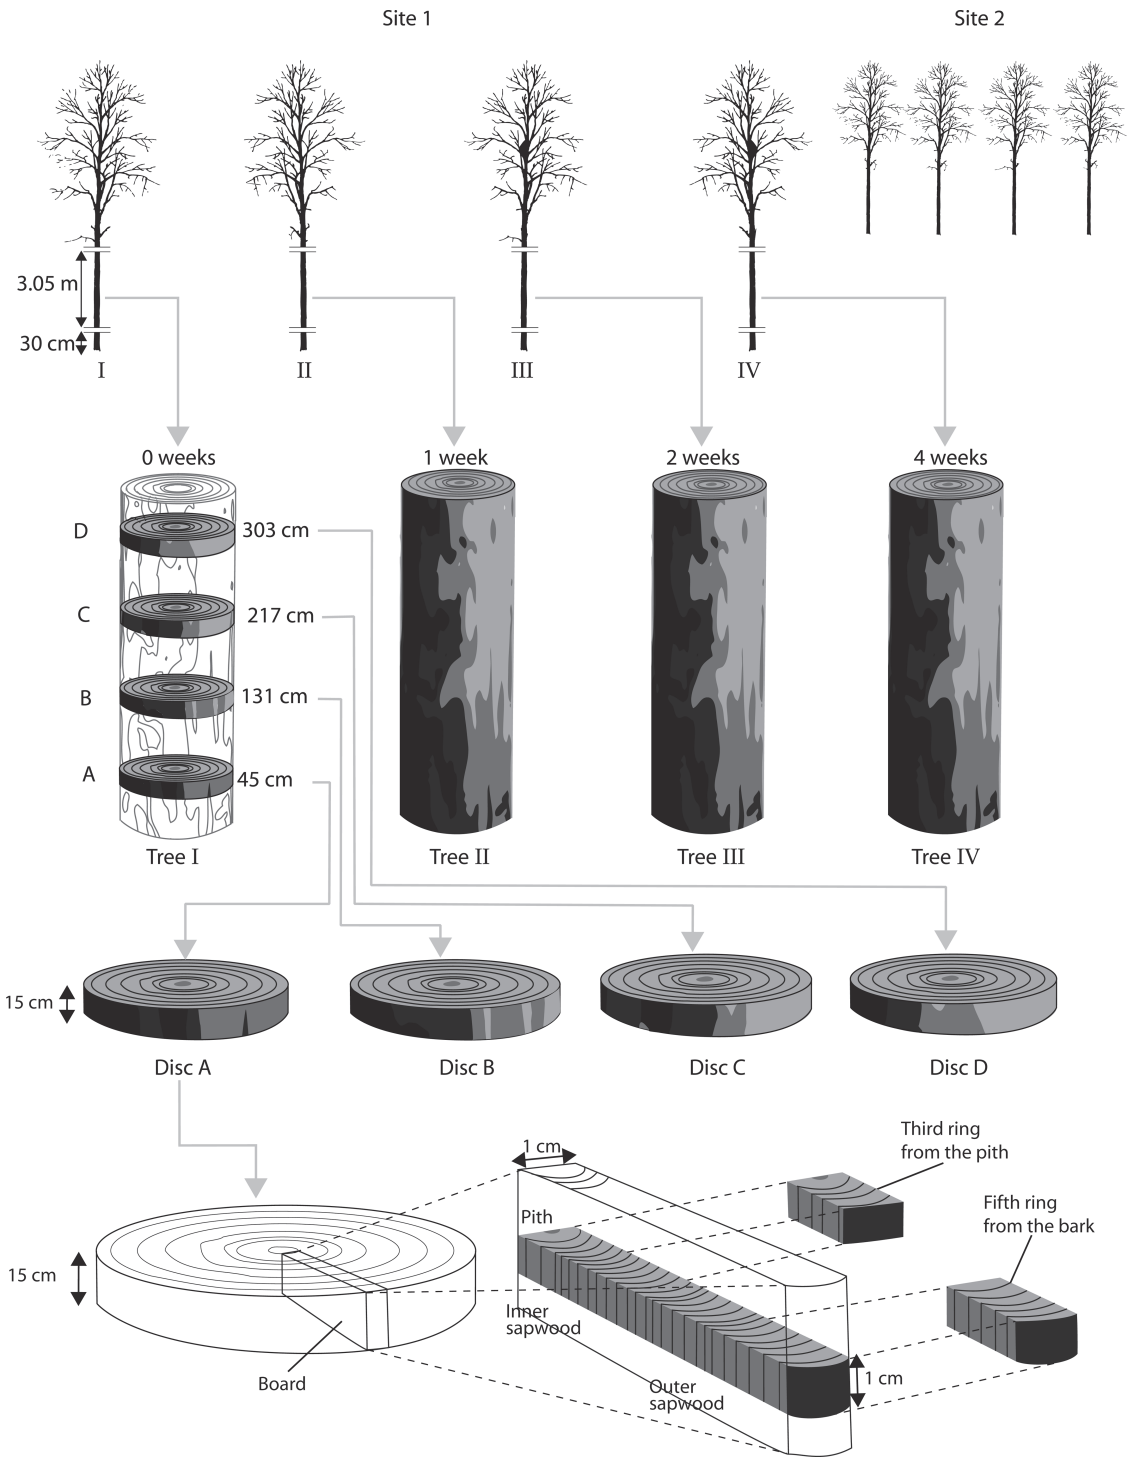 Site 1
Site 2
3.05 m
30 cm
I
II
III
IV
0 weeks
1 week
2 weeks
4 weeks
D
303 cm
C
217 cm
B
131 cm
A
45 cm
Tree I
Tree II
Tree III
Tree IV
15 cm
Disc A
Disc B
Disc C
Disc D
1 cm
Third ring
from the pith
Fifth ring
from the bark
Pith
15 cm
Inner
sapwood
Board
Outer
sapwood
1 cm